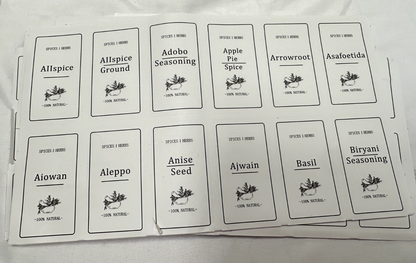 SPICES & HERBS
Allspice
~100% NATURAL~
SPICES & HERBS
Allspice
Ground
~100% NATURAL~
SPICES & HERBS
Adobo
Seasoning
~100% NATURAL~
SPICES & HERBS
Apple
Pie
Spice
~100% NATURAL~
SPICES & HERBS
Arrowroot
~100% NATURAL~
SPICES & HERBS
Asafoetida
~100% NATURAL~
SPICES & HERBS
Aiowan
~100% NATURAL~
SPICES & HERBS
Aleppo
~100% NATURAL~
SPICES & HERBS
Anise
Seed
~100% NATURAL~
SPICES & HERBS
Ajwain
~100% NATURAL~
SPICES & HERBS
Basil
~100% NATURAL~
SPICES & HERBS
Biryani
Seasoning
~100% NATURAL~